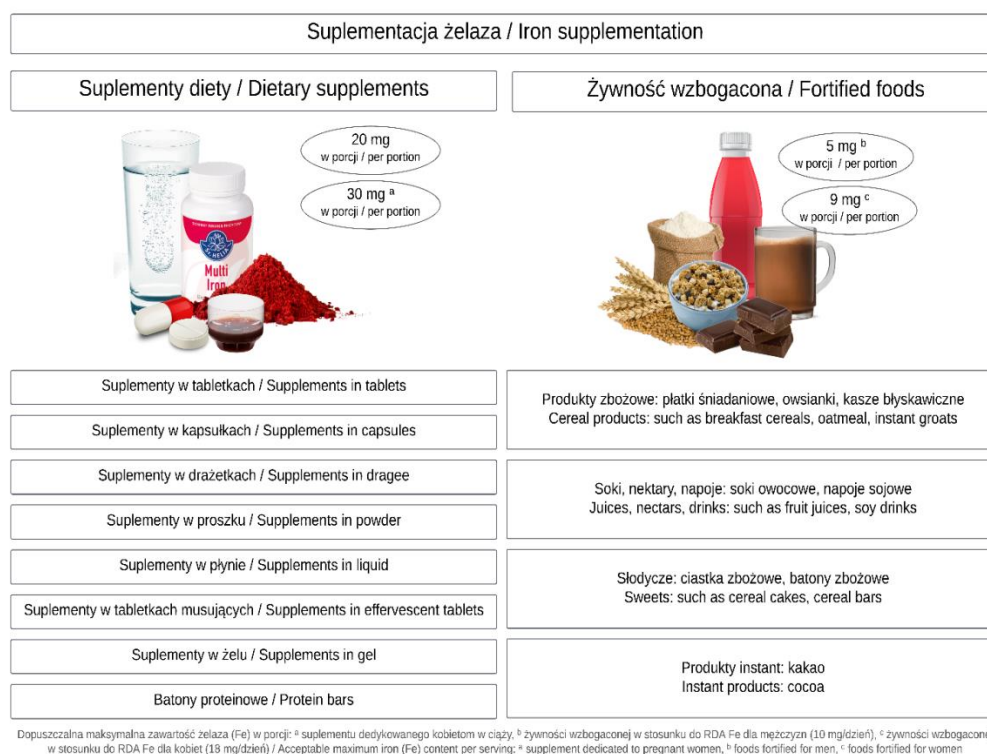 Suplementacja żelaza / Iron supplementation
Suplementy diety / Dietary supplements
Żywność wzbogacona / Fortified foods
20 mg
w porcji / per portion
30 mg ᵃ
w porcji / per portion
5 mg ᵇ
w porcji / per portion
9 mg ᶜ
w porcji / per portion
Multi
Iron
Suplementy w tabletkach / Supplements in tablets
Suplementy w kapsułkach / Supplements in capsules
Suplementy w drażetkach / Supplements in dragee
Suplementy w proszku / Supplements in powder
Suplementy w płynie / Supplements in liquid
Suplementy w tabletkach musujących / Supplements in effervescent tablets
Suplementy w żelu / Supplements in gel
Batony proteinowe / Protein bars
Produkty zbożowe: płatki śniadaniowe, owsianki, kasze błyskawiczne
Cereal products: such as breakfast cereals, oatmeal, instant groats
Soki, nektary, napoje: soki owocowe, napoje sojowe
Juices, nectars, drinks: such as fruit juices, soy drinks
Słodycze: ciastka zbożowe, batony zbożowe
Sweets: such as cereal cakes, cereal bars
Produkty instant: kakao
Instant products: cocoa
Dopuszczalna maksymalna zawartość żelaza (Fe) w porcji: ᵃ suplementu dedykowanego kobietom w ciąży, ᵇ żywności wzbogaconej w stosunku do RDA Fe dla mężczyzn (10 mg/dzień), ᶜ żywności wzbogacone
w stosunku do RDA Fe dla kobiet (18 mg/dzień) / Acceptable maximum iron (Fe) content per serving: ᵃ supplement dedicated to pregnant women, ᵇ foods fortified for men, ᶜ foods fortified for women